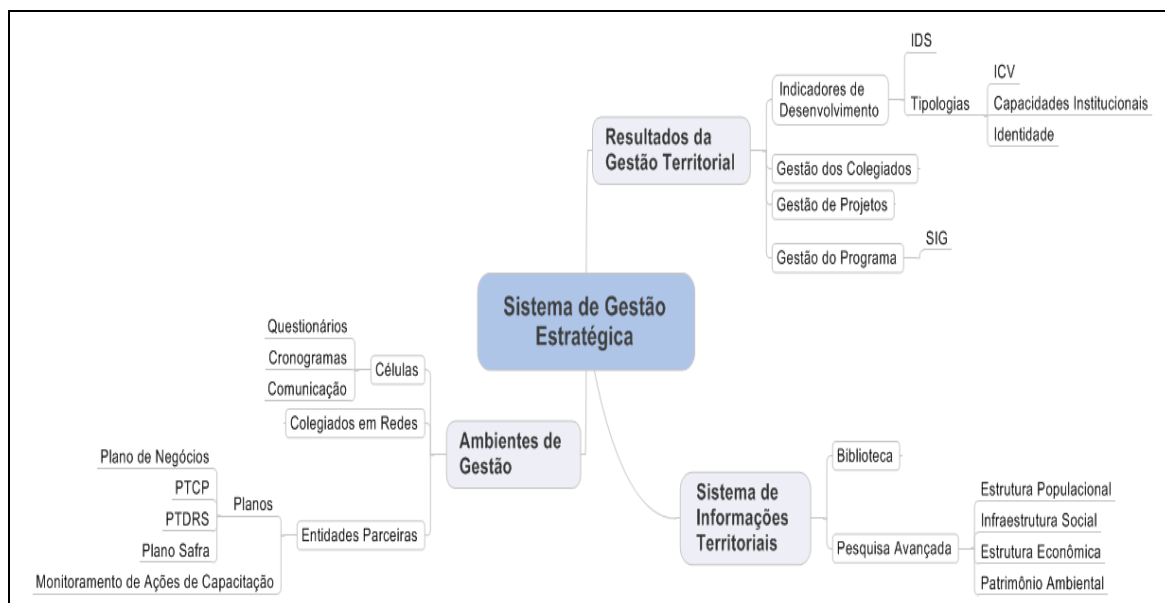 Sistema de Gestão
Estratégica
Resultados da
Gestão Territorial
Indicadores de
Desenvolvimento
IDS
Tipologias
ICV
Capacidades Institucionais
Identidade
Gestão dos Colegiados
Gestão de Projetos
Gestão do Programa
SIG
Ambientes de
Gestão
Células
Questionários
Cronogramas
Comunicação
Colegiados em Redes
Entidades Parceiras
Planos
Plano de Negócios
PTCP
PTDRS
Plano Safra
Monitoramento de Ações de Capacitação
Sistema de
Informações
Territoriais
Biblioteca
Pesquisa Avançada
Estrutura Populacional
Infraestrutura Social
Estrutura Econômica
Patrimônio Ambiental